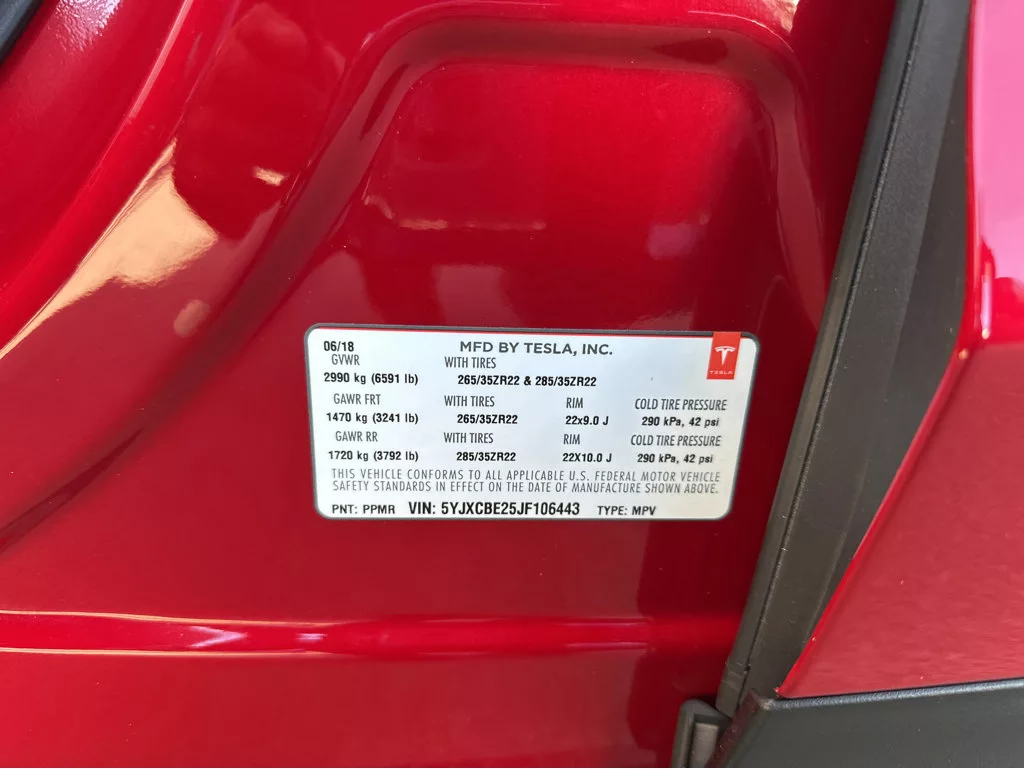 06/18 MFD BY TESLA, INC.
GVWR WITH TIRES
2990 kg (6591 lb) 265/35ZR22 & 285/35ZR22
TESLA
GAWR FRT WITH TIRES RIM COLD TIRE PRESSURE
1470 kg (3241 lb) 265/35ZR22 22x9.0 J 290 kPa, 42 psi
GAWR RR WITH TIRES RIM COLD TIRE PRESSURE
1720 kg (3792 lb) 285/35ZR22 22X10.0 J 290 kPa, 42 psi
THIS VEHICLE CONFORMS TO ALL APPLICABLE U.S. FEDERAL MOTOR VEHICLE
SAFETY STANDARDS IN EFFECT ON THE DATE OF MANUFACTURE SHOWN ABOVE.
PNT: PPMR VIN: 5YJXCBE25JF106443 TYPE: MPV